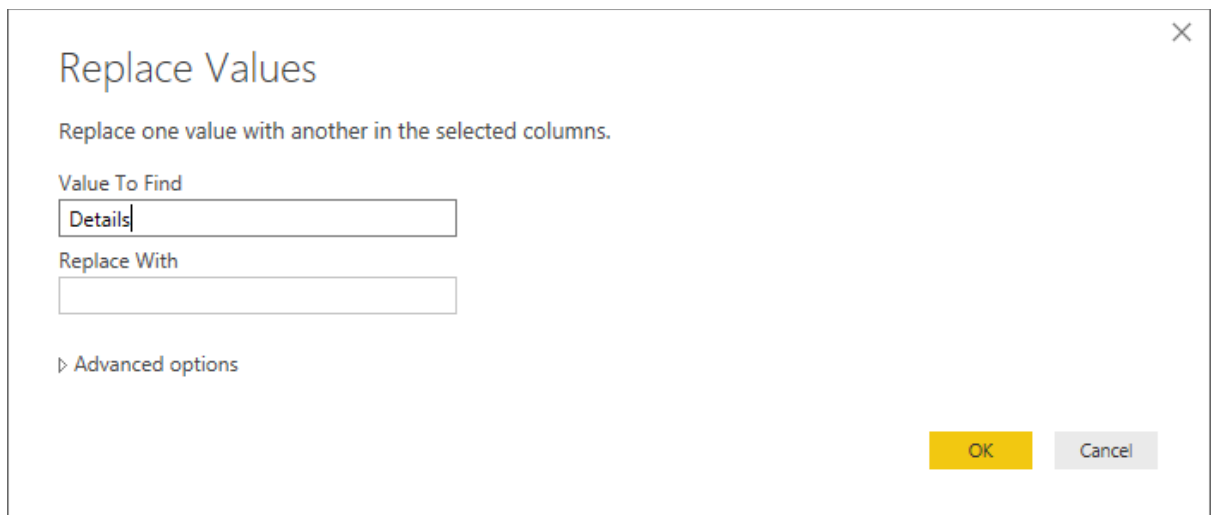 Replace Values
Replace one value with another in the selected columns.
Value To Find
Details
Replace With
Advanced options
OK Cancel